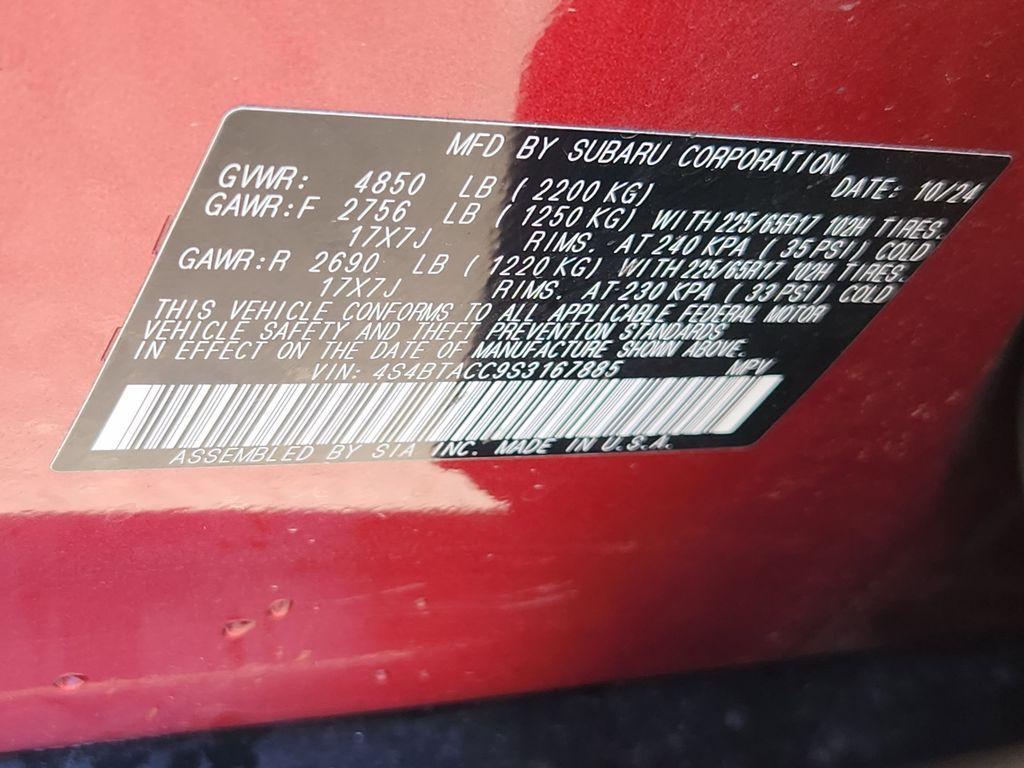 MFD BY SUBARU CORPORATION
GVWR: 4850 LB ( 2200 KG) DATE: 10/24
GAWR:F 2756 LB ( 1250 KG) WITH 225/65R17 102H TIRES,
17X7J RIMS. AT 240 KPA ( 35 PSI) COLD
GAWR:R 2690 LB ( 1220 KG) WITH 225/65R17 102H TIRES,
17X7J RIMS. AT 230 KPA ( 33 PSI), COLD
THIS VEHICLE CONFORMS TO ALL APPLICABLE FEDERAL MOTOR
VEHICLE SAFETY AND THEFT PREVENTION STANDARDS
IN EFFECT ON THE DATE OF MANUFACTURE SHOWN ABOVE.
VIN: 4S4BTACC9S3167885 MPV
ASSEMBLED BY SIA INC. MADE IN U.S.A.